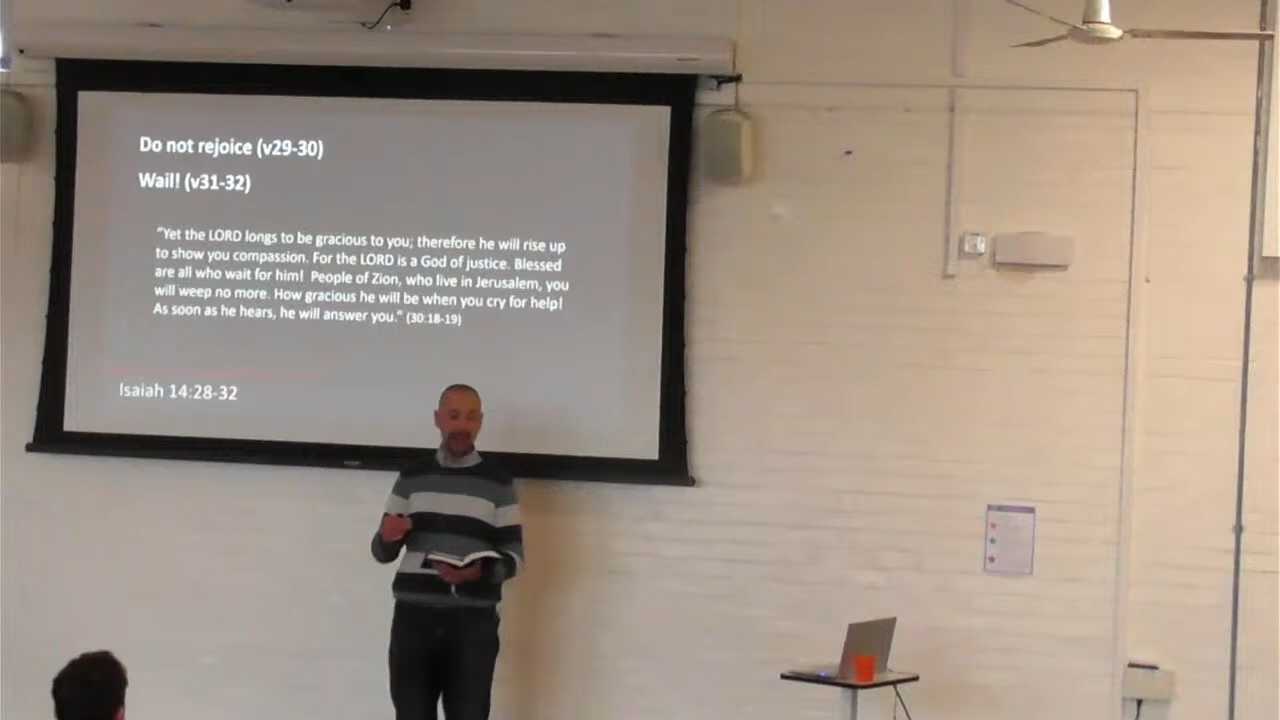 Do not rejoice (v29-30)
Wail! (v31-32)
"Yet the LORD longs to be gracious to you; therefore he will rise up
to show you compassion. For the LORD is a God of justice. Blessed
are all who wait for him! People of Zion, who live in Jerusalem, you
will weep no more. How gracious he will be when you cry for help!
As soon as he hears, he will answer you." (30:18-19)
Isaiah 14:28-32